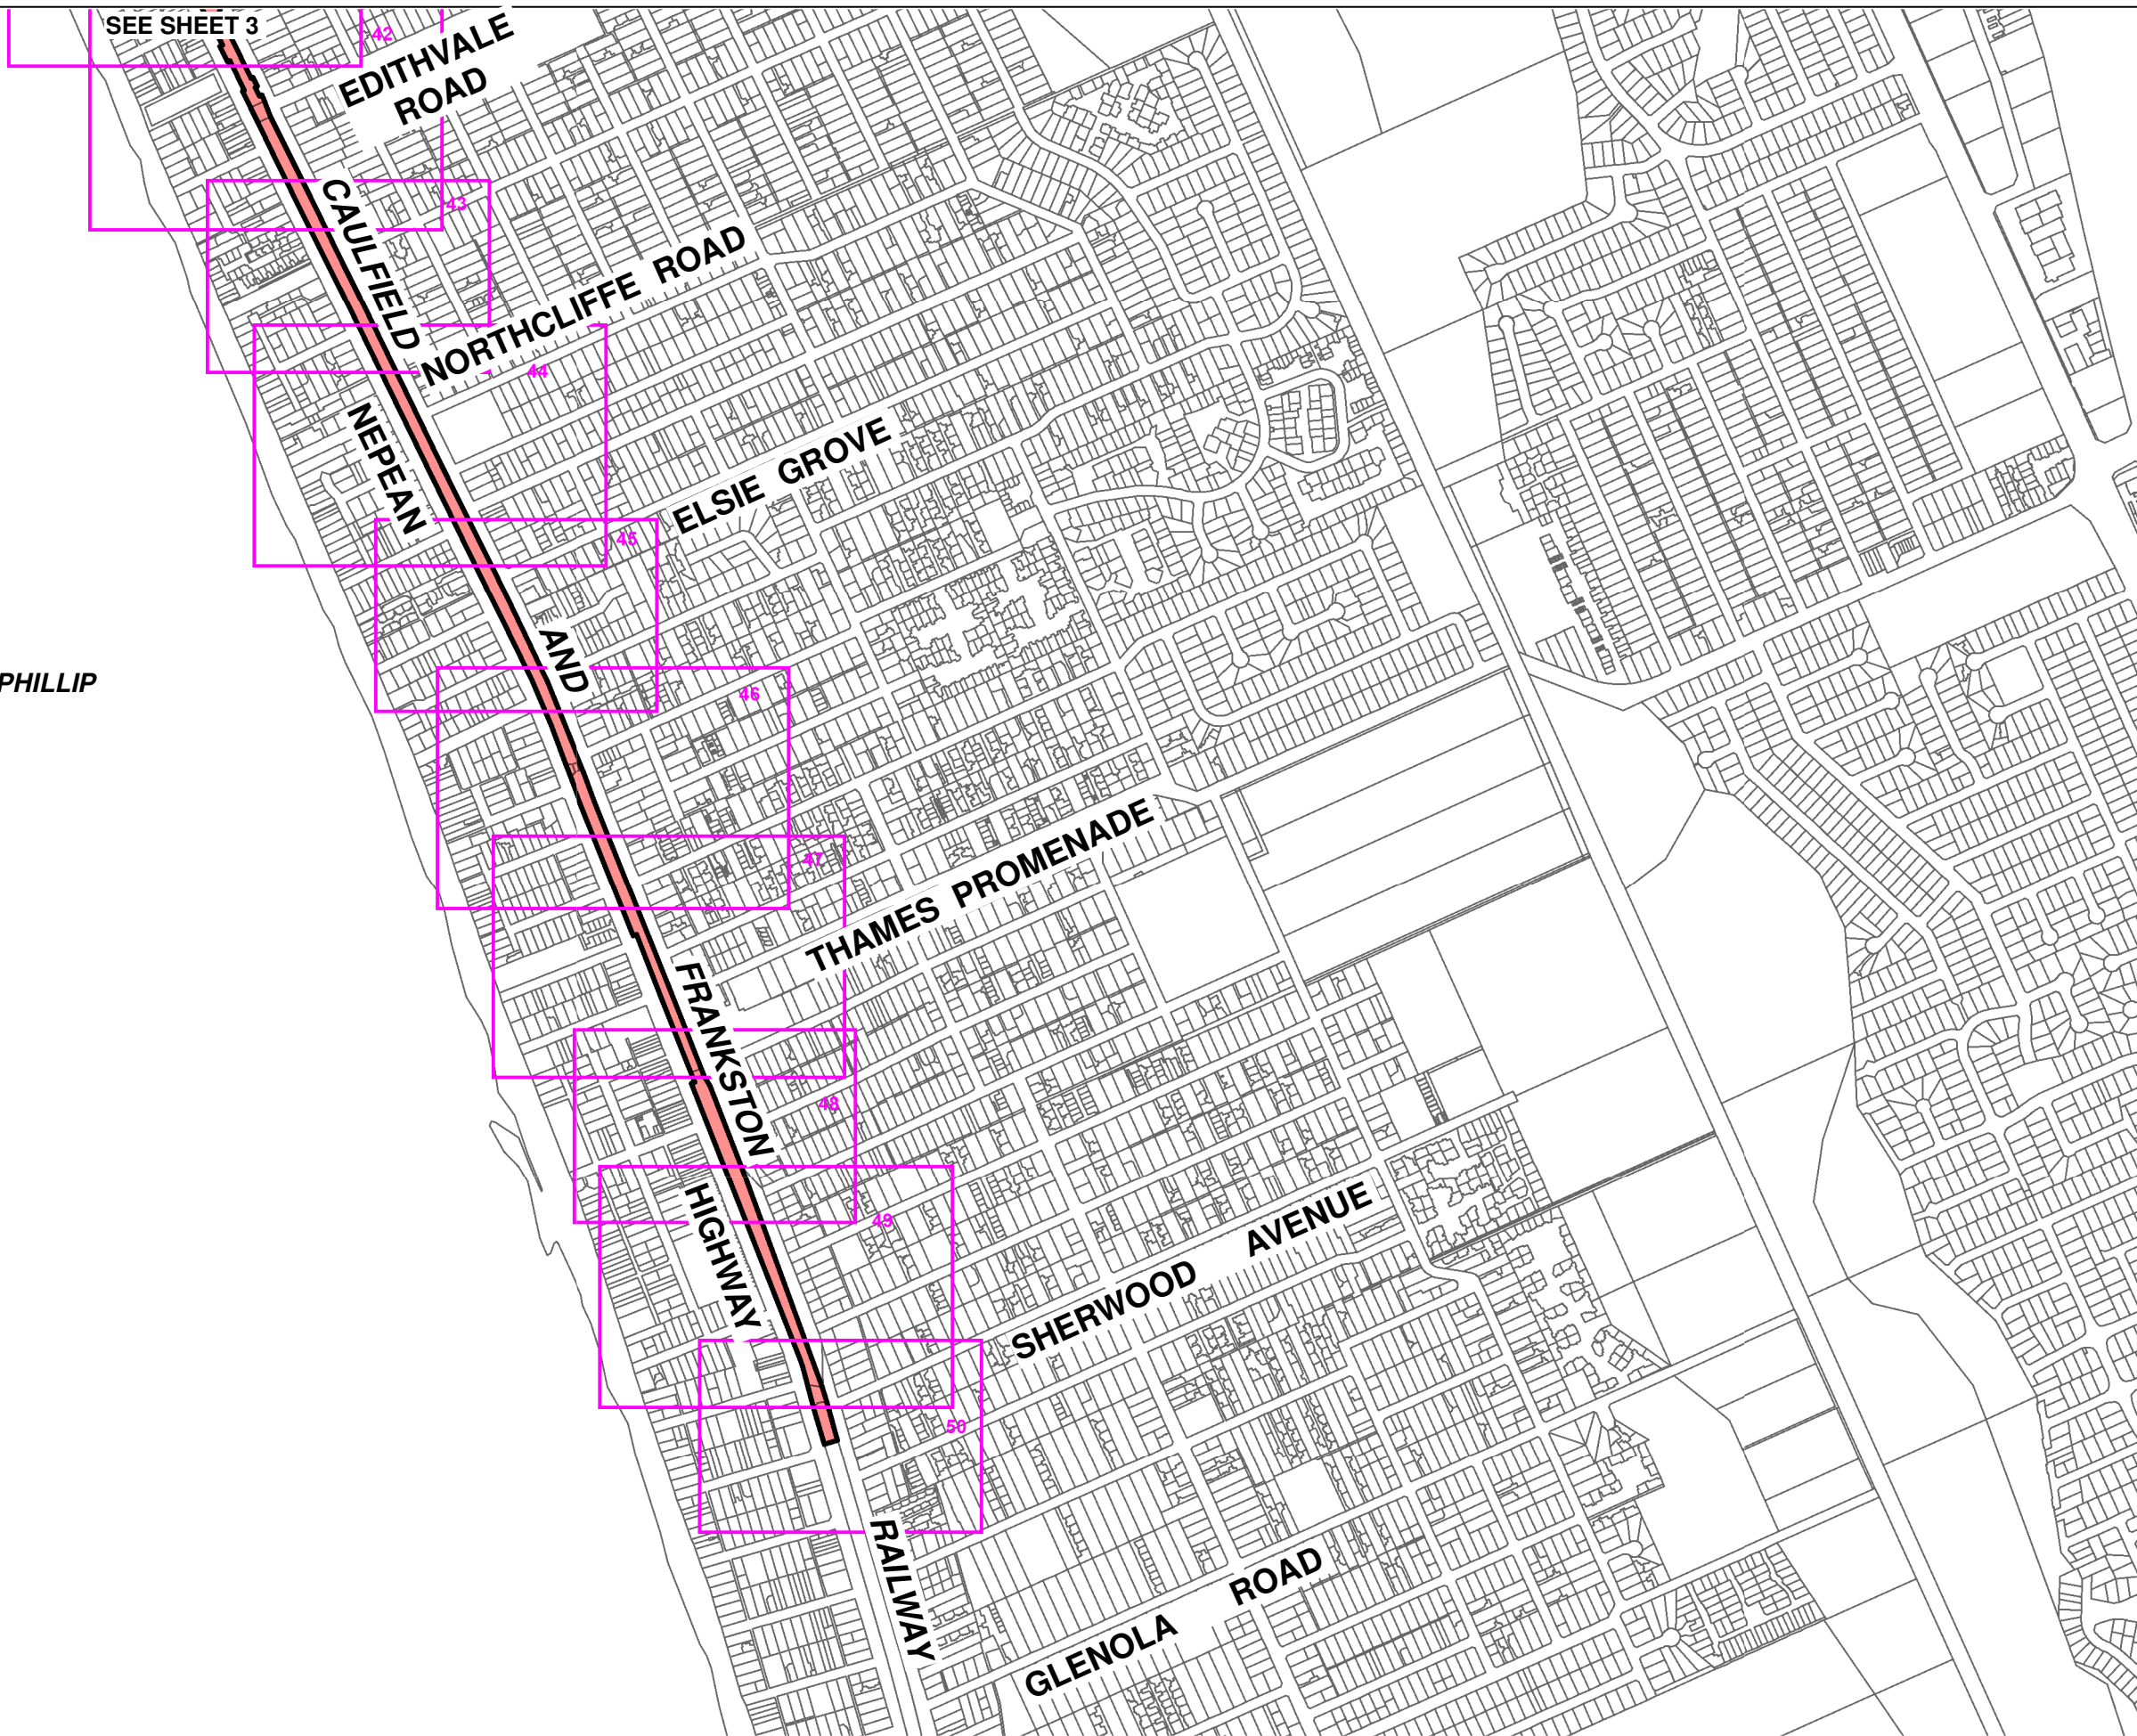 SEE SHEET 3
42
EDITHVALE
ROAD
43
CAULFIELD
NORTHCLIFFE ROAD
44
NEPEAN
ELSIE GROVE
45
AND
PHILLIP
46
47
THAMES PROMENADE
FRANKSTON
48
HIGHWAY
49
SHERWOOD AVENUE
50
RAILWAY
GLENOLA ROAD